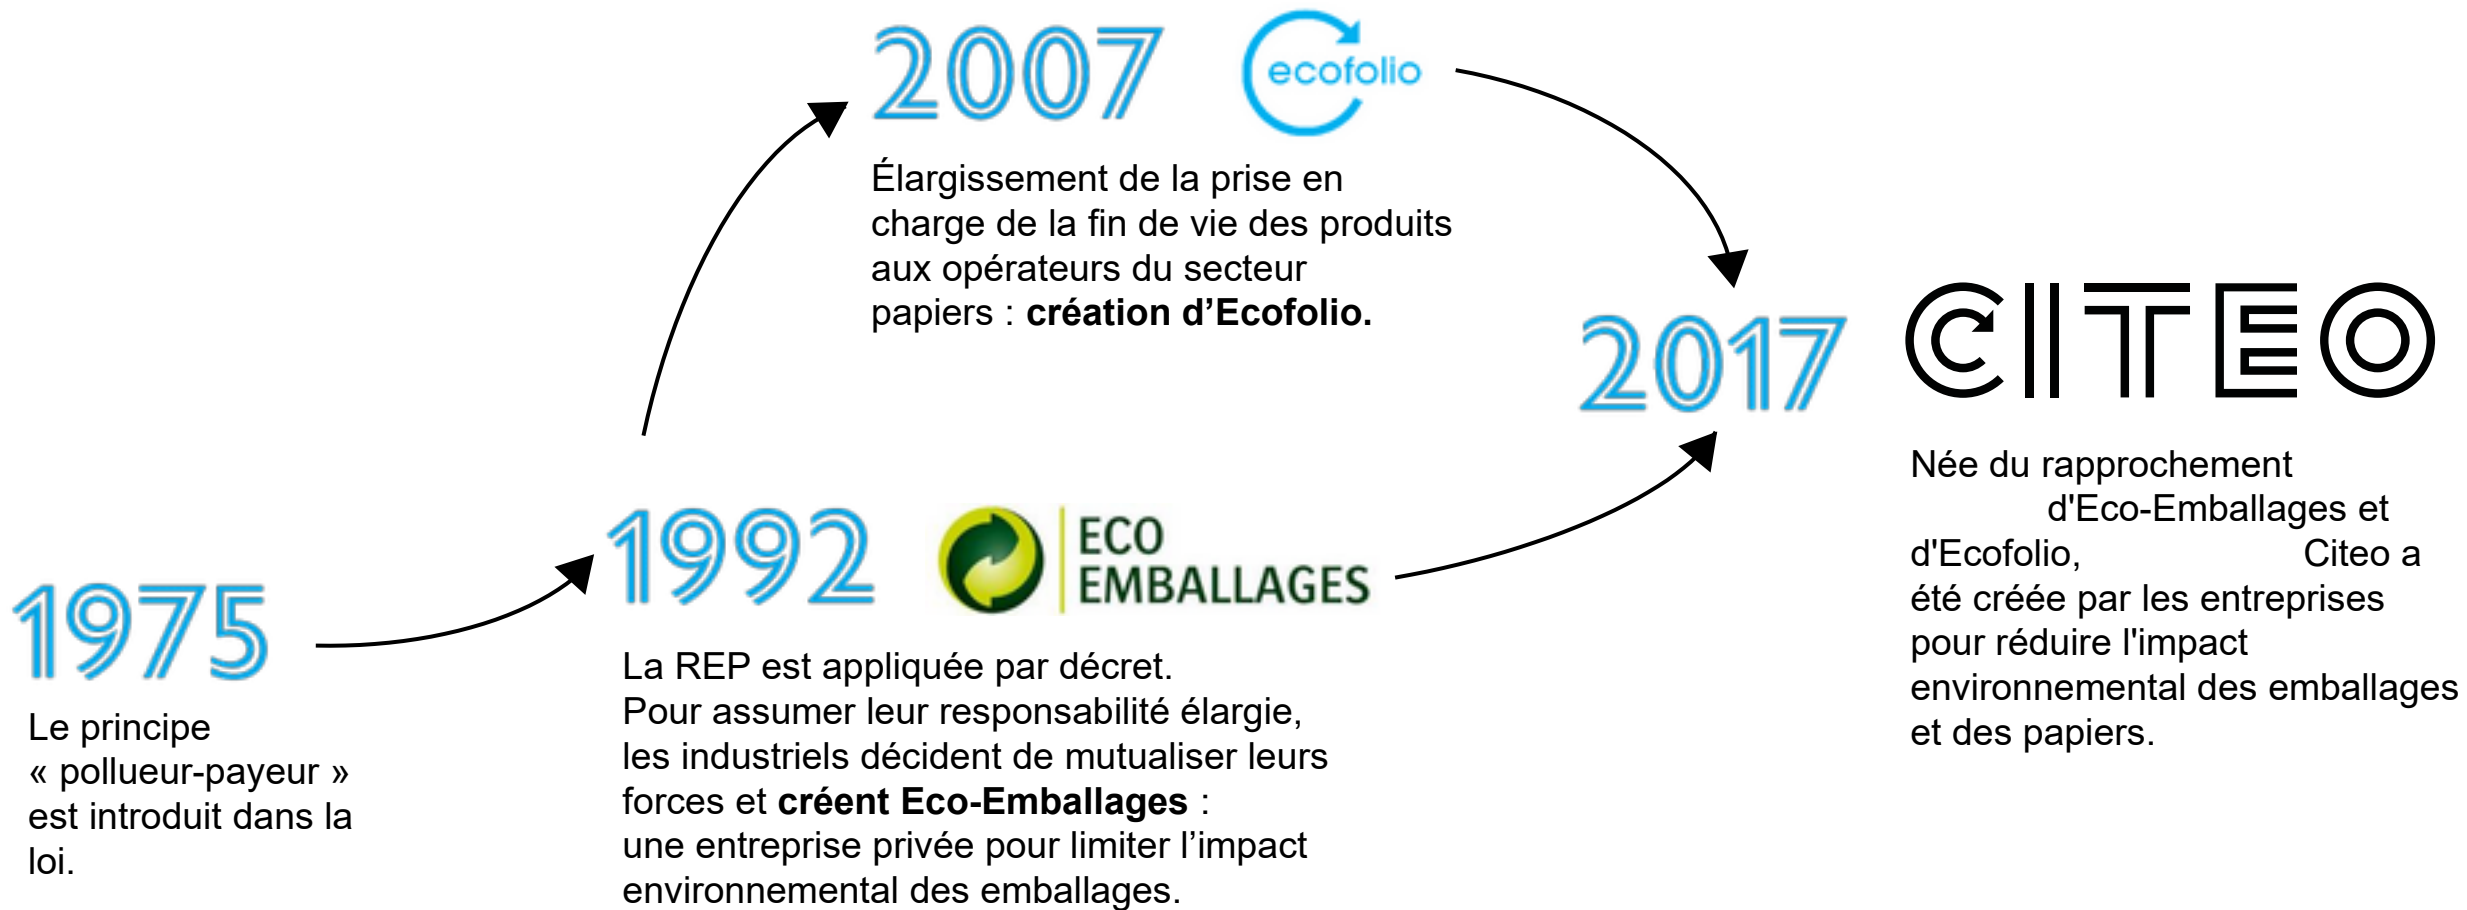 1975
Le principe
« pollueur-payeur »
est introduit dans la
loi.
1992
ECO
EMBALLAGES
La REP est appliquée par décret.
Pour assumer leur responsabilité élargie,
les industriels décident de mutualiser leurs
forces et créent Eco-Emballages :
une entreprise privée pour limiter l’impact
environnemental des emballages.
2007
ecofolio
Élargissement de la prise en
charge de la fin de vie des produits
aux opérateurs du secteur
papiers : création d’Ecofolio.
2017
CITEO
Née du rapprochement
d'Eco-Emballages et
d'Ecofolio, Citeo a
été créée par les entreprises
pour réduire l'impact
environnemental des emballages
et des papiers.